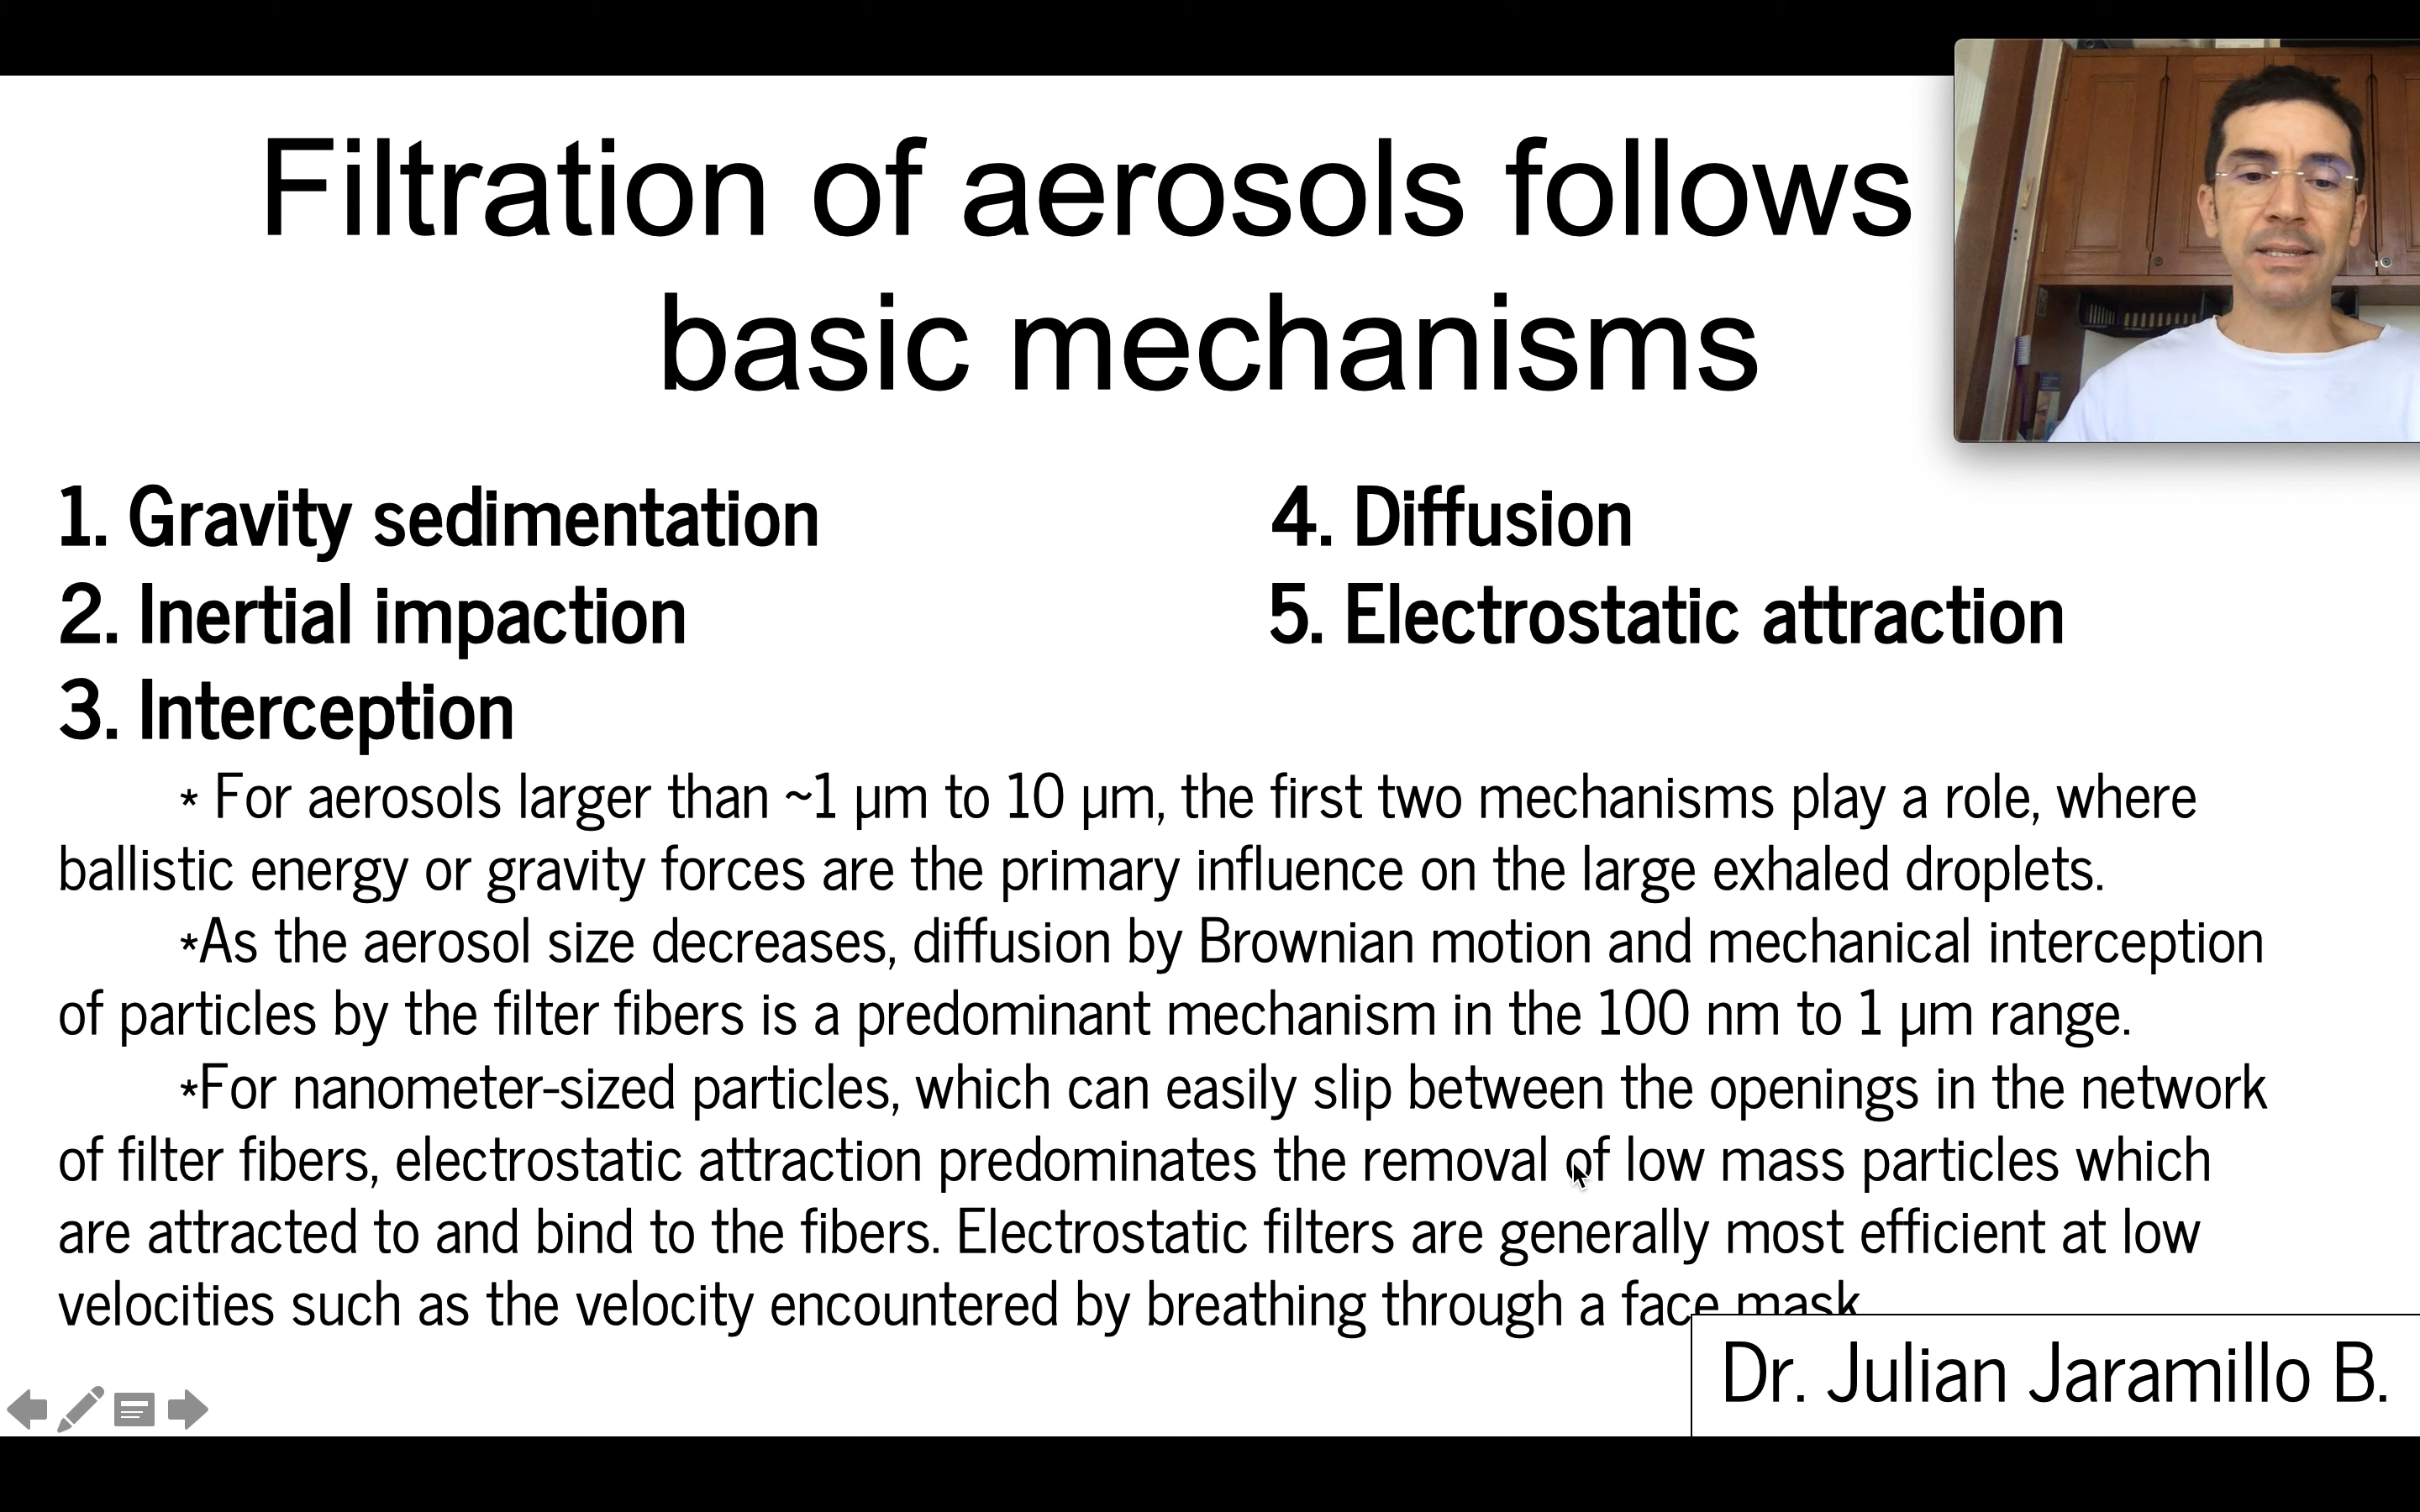 Filtration of aerosols follows
basic mechanisms
1. Gravity sedimentation
2. Inertial impaction
3. Interception
4. Diffusion
5. Electrostatic attraction
* For aerosols larger than ~1 µm to 10 µm, the first two mechanisms play a role, where
ballistic energy or gravity forces are the primary influence on the large exhaled droplets.
*As the aerosol size decreases, diffusion by Brownian motion and mechanical interception
of particles by the filter fibers is a predominant mechanism in the 100 nm to 1 µm range.
*For nanometer-sized particles, which can easily slip between the openings in the network
of filter fibers, electrostatic attraction predominates the removal of low mass particles which
are attracted to and bind to the fibers. Electrostatic filters are generally most efficient at low
velocities such as the velocity encountered by breathing through a face mask
Dr. Julian Jaramillo B.